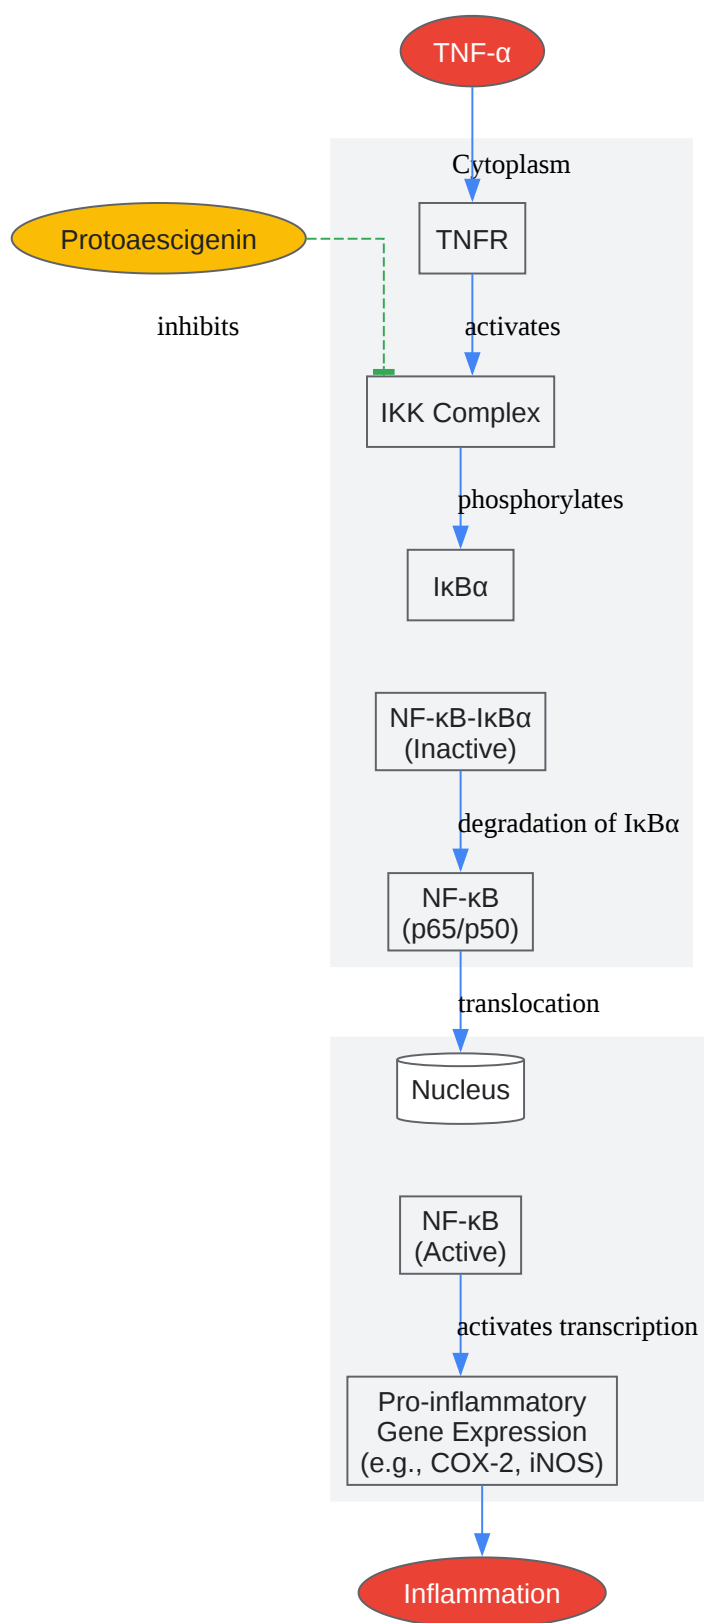 TNF-α
Cytoplasm
Protoaescigenin
TNFR
inhibits
activates
IKK Complex
phosphorylates
IκBα
NF-κB-IκBα
(Inactive)
degradation of IκBα
NF-κB
(p65/p50)
translocation
Nucleus
NF-κB
(Active)
activates transcription
Pro-inflammatory
Gene Expression
(e.g., COX-2, iNOS)
Inflammation